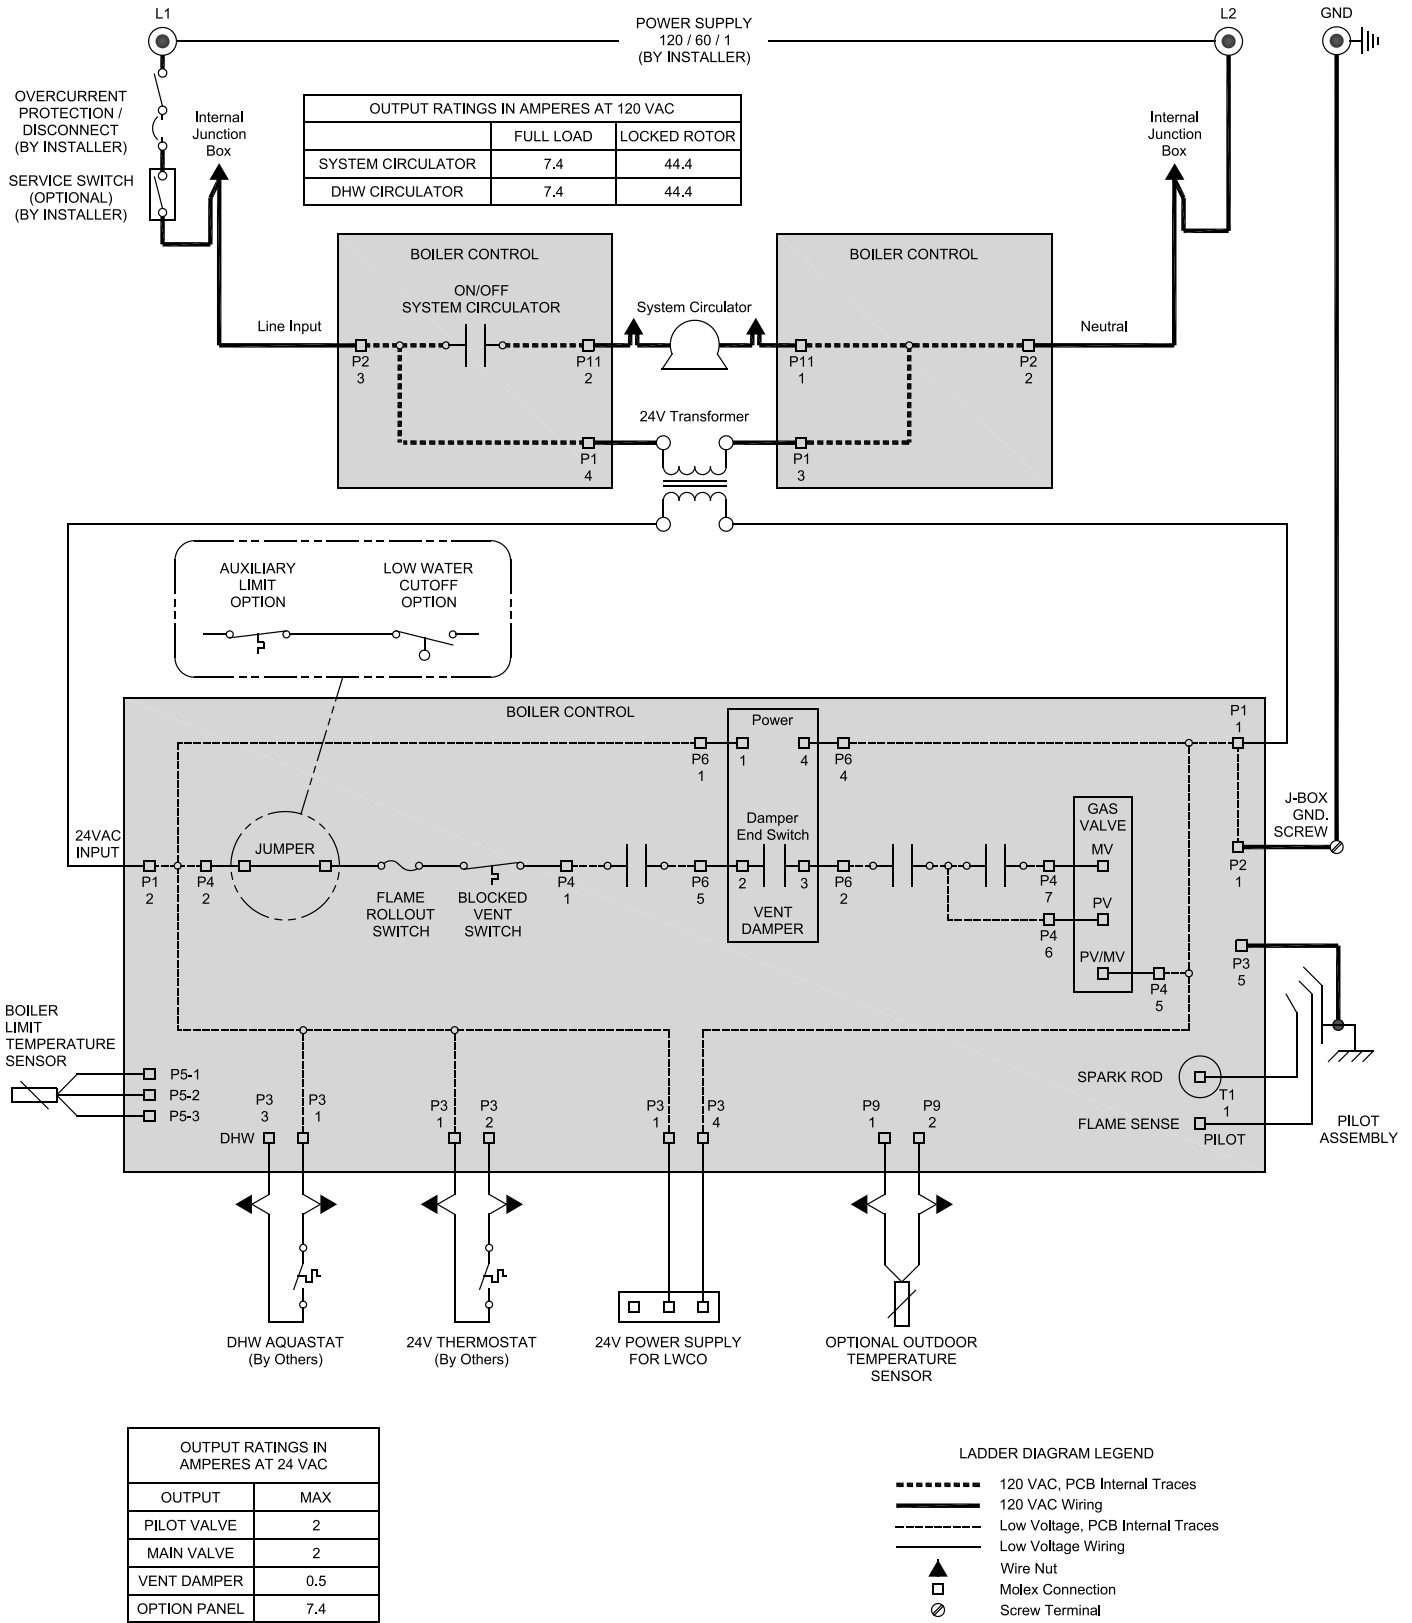 L1
POWER SUPPLY
120 / 60 / 1
(BY INSTALLER)
L2
GND
OVERCURRENT
PROTECTION /
DISCONNECT
(BY INSTALLER)
SERVICE SWITCH
(OPTIONAL)
(BY INSTALLER)
Internal
Junction
Box
OUTPUT RATINGS IN AMPERES AT 120 VAC
FULL LOAD LOCKED ROTOR
SYSTEM CIRCULATOR 7.4 44.4
DHW CIRCULATOR 7.4 44.4
Internal
Junction
Box
BOILER CONTROL
ON/OFF
SYSTEM CIRCULATOR
Line Input
P2
3
P11
2
P1
4
System Circulator
24V Transformer
BOILER CONTROL
P11
1
P2
2
P1
3
Neutral
AUXILIARY
LIMIT
OPTION
LOW WATER
CUTOFF
OPTION
BOILER CONTROL
P1
1
P6
1
Power
1
4
P6
4
J-BOX
GND.
SCREW
24VAC
INPUT
P1
2
P4
2
JUMPER
FLAME
ROLLOUT
SWITCH
BLOCKED
VENT
SWITCH
P4
1
P6
5
Damper
End Switch
2
3
VENT
DAMPER
P6
2
GAS
VALVE
MV
P4
7
PV
P4
6
PV/MV
P4
5
P2
1
P3
5
BOILER
LIMIT
TEMPERATURE
SENSOR
P5-1
P5-2
P5-3
P3
3
P3
1
DHW
P3
1
P3
2
P3
1
P3
4
P9
1
P9
2
SPARK ROD
T1
1
FLAME SENSE
PILOT
PILOT
ASSEMBLY
DHW AQUASTAT
(By Others)
24V THERMOSTAT
(By Others)
24V POWER SUPPLY
FOR LWCO
OPTIONAL OUTDOOR
TEMPERATURE
SENSOR
OUTPUT RATINGS IN
AMPERES AT 24 VAC
OUTPUT MAX
PILOT VALVE 2
MAIN VALVE 2
VENT DAMPER 0.5
OPTION PANEL 7.4
LADDER DIAGRAM LEGEND
120 VAC, PCB Internal Traces
120 VAC Wiring
Low Voltage, PCB Internal Traces
Low Voltage Wiring
Wire Nut
Molex Connection
Screw Terminal